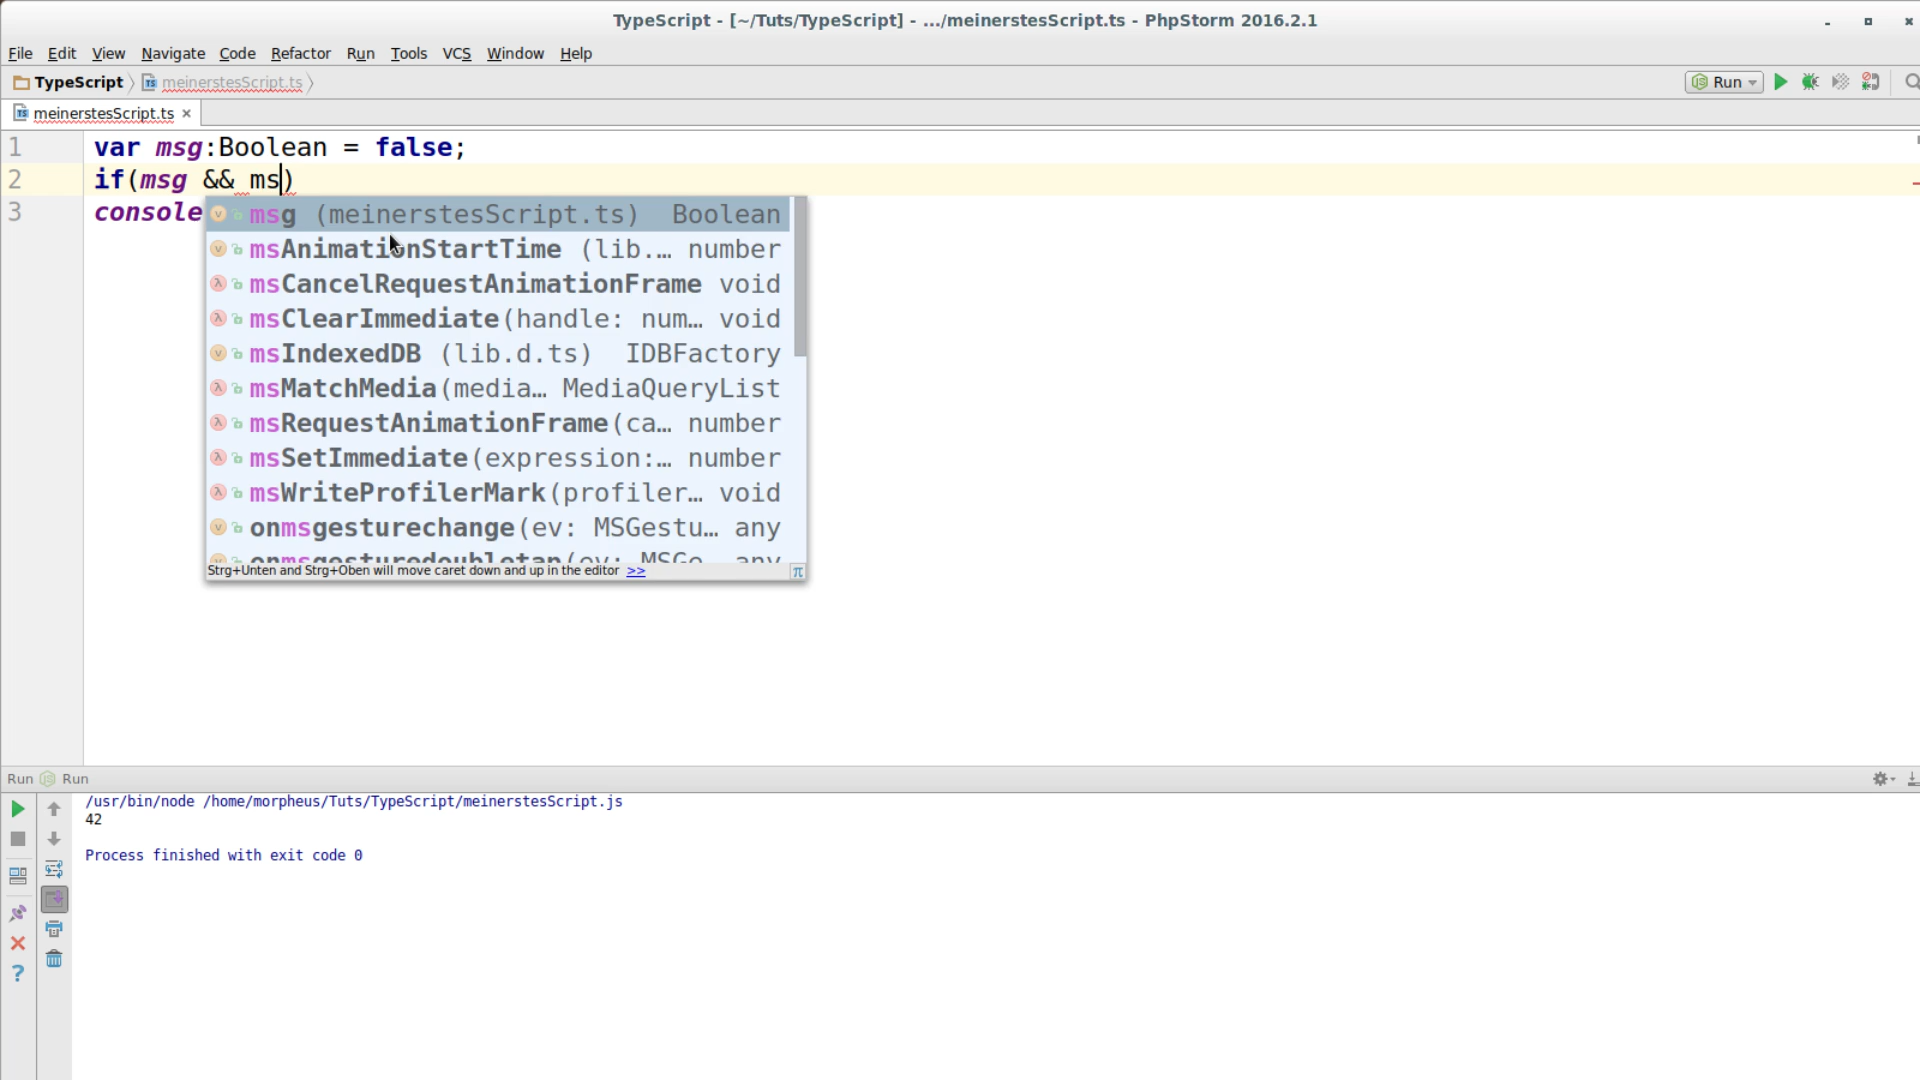 TypeScript - [~/Tuts/TypeScript] - .../meinerstesScript.ts - PhpStorm 2016.2.1
File Edit View Navigate Code Refactor Run Tools VCS Window Help
TypeScript meinerstesScript.ts Run
meinerstesScript.ts
1 var msg:Boolean = false;
2 if(msg && ms)
3 console
msg (meinerstesScript.ts) Boolean
msAnimationStartTime (lib.… number
msCancelRequestAnimationFrame void
msClearImmediate(handle: num… void
msIndexedDB (lib.d.ts) IDBFactory
msMatchMedia(media… MediaQueryList
msRequestAnimationFrame(ca… number
msSetImmediate(expression:… number
msWriteProfilerMark(profiler… void
onmsgesturechange(ev: MSGestu… any
onmsgesturedoubletap(ev: MSGe… any
Strg+Unten and Strg+Oben will move caret down and up in the editor >>
Run Run
/usr/bin/node /home/morpheus/Tuts/TypeScript/meinerstesScript.js
42
Process finished with exit code 0